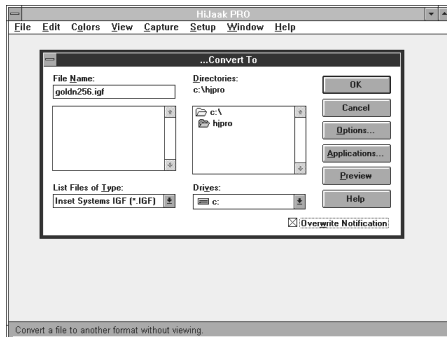 HiJaak PRO
File Edit Colors View Capture Setup Window Help
...Convert To
File Name:
goldn256.igf
Directories:
c:\hjpro
c:\
hjpro
OK
Cancel
Options...
Applications...
Preview
Help
List Files of Type:
Inset Systems IGF (*.IGF)
Drives:
c:
Overwrite Notification
Convert a file to another format without viewing.